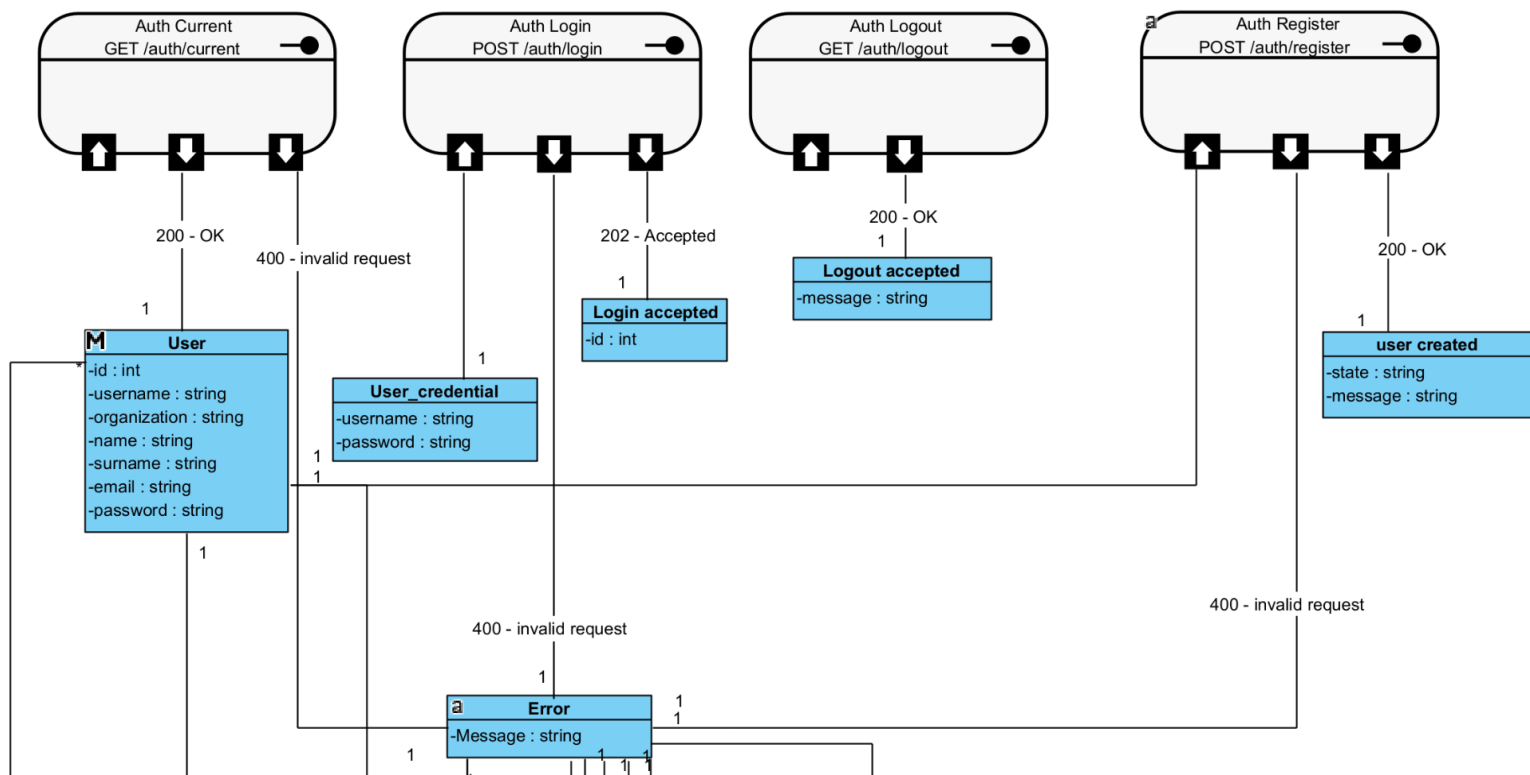 Auth Current
GET /auth/current
Auth Login
POST /auth/login
Auth Logout
GET /auth/logout
a
Auth Register
POST /auth/register
200 - OK
400 - invalid request
202 - Accepted
200 - OK
200 - OK
1
1
1
1
1
M
User
-id : int
-username : string
-organization : string
-name : string
-surname : string
-email : string
-password : string
*
1
1
1
User_credential
-username : string
-password : string
Login accepted
-id : int
Logout accepted
-message : string
user created
-state : string
-message : string
400 - invalid request
400 - invalid request
1
1
1
a
Error
-Message : string
1
1
1
1
1